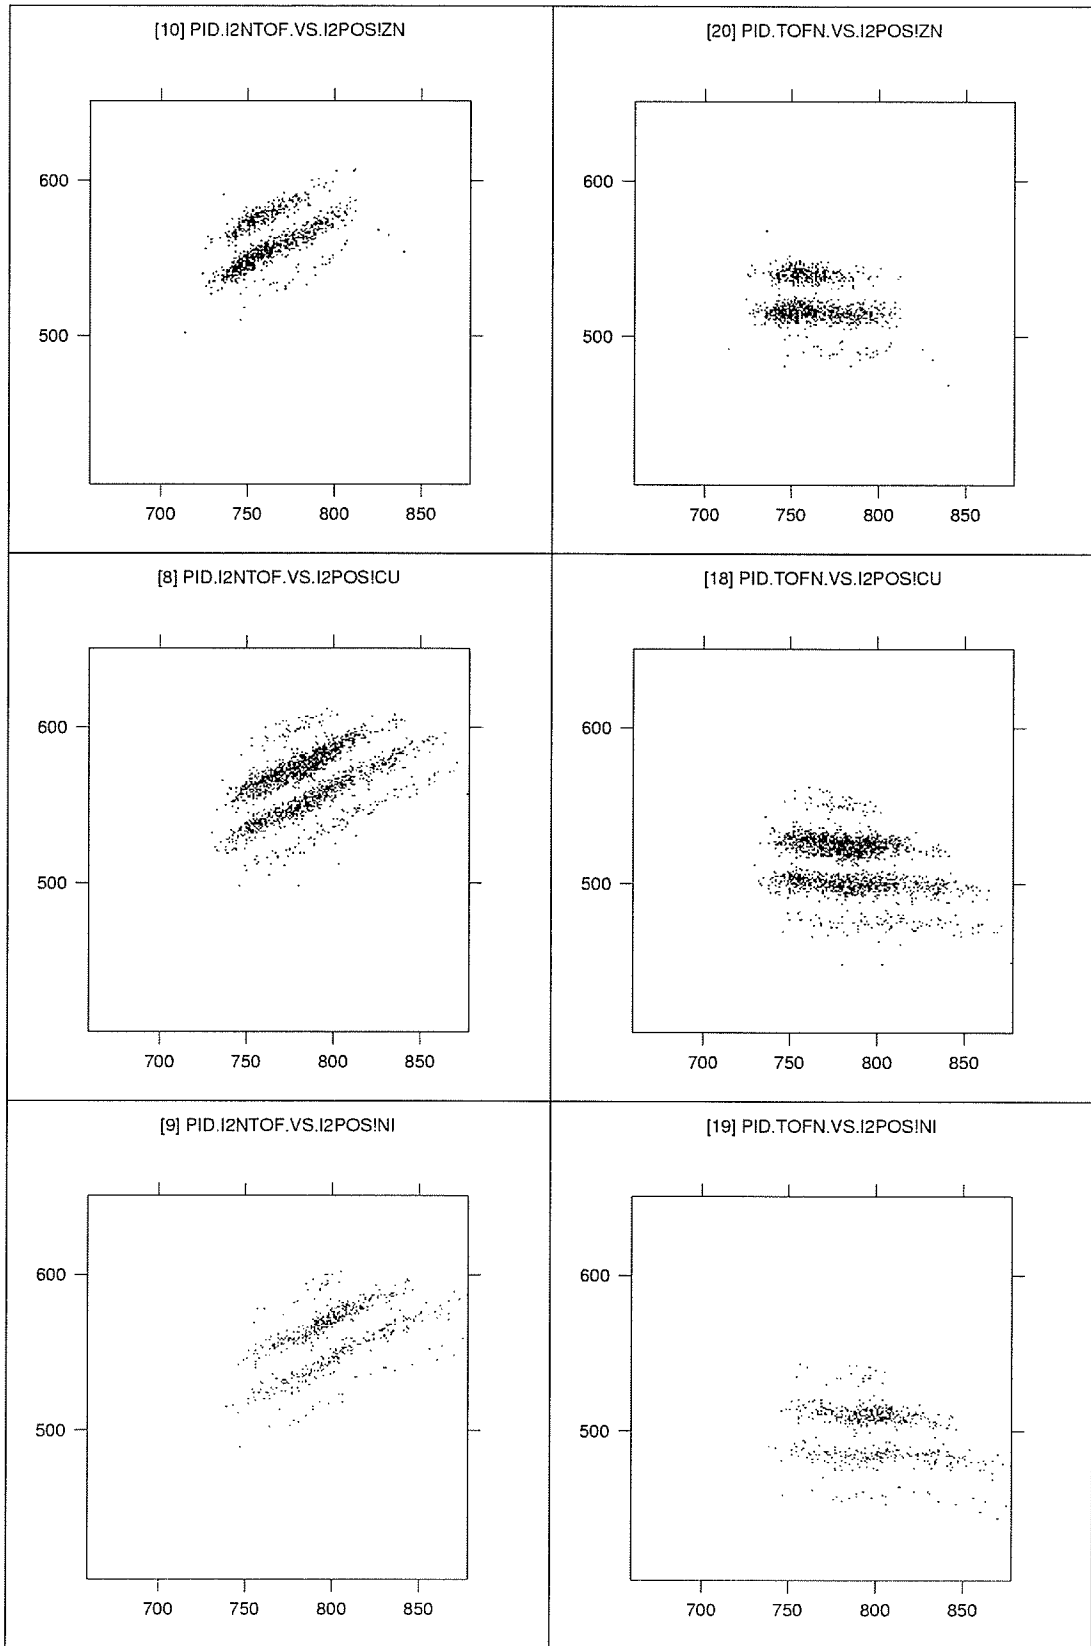 [10] PID.I2NTOF.VS.I2POS!ZN
600
500
700 750 800 850
[20] PID.TOFN.VS.I2POS!ZN
600
500
700 750 800 850
[8] PID.I2NTOF.VS.I2POS!CU
600
500
700 750 800 850
[18] PID.TOFN.VS.I2POS!CU
600
500
700 750 800 850
[9] PID.I2NTOF.VS.I2POS!NI
600
500
700 750 800 850
[19] PID.TOFN.VS.I2POS!NI
600
500
700 750 800 850